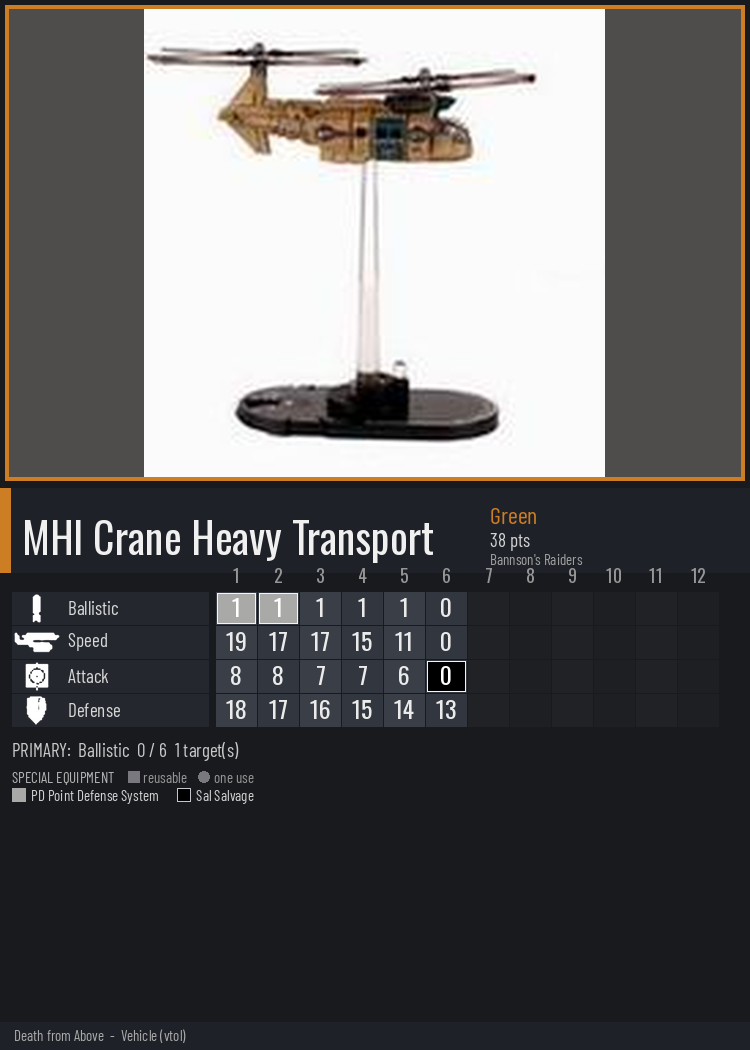 MHI Crane Heavy Transport
Green
38 pts
Bannson's Raiders
1 2 3 4 5 6 7 8 9 10 11 12
Ballistic 1 1 1 1 1 0
Speed 19 17 17 15 11 0
Attack 8 8 7 7 6 0
Defense 18 17 16 15 14 13
PRIMARY: Ballistic 0 / 6 1 target(s)
SPECIAL EQUIPMENT reusable one use
PD Point Defense System Sal Salvage
Death from Above - Vehicle (vtol)